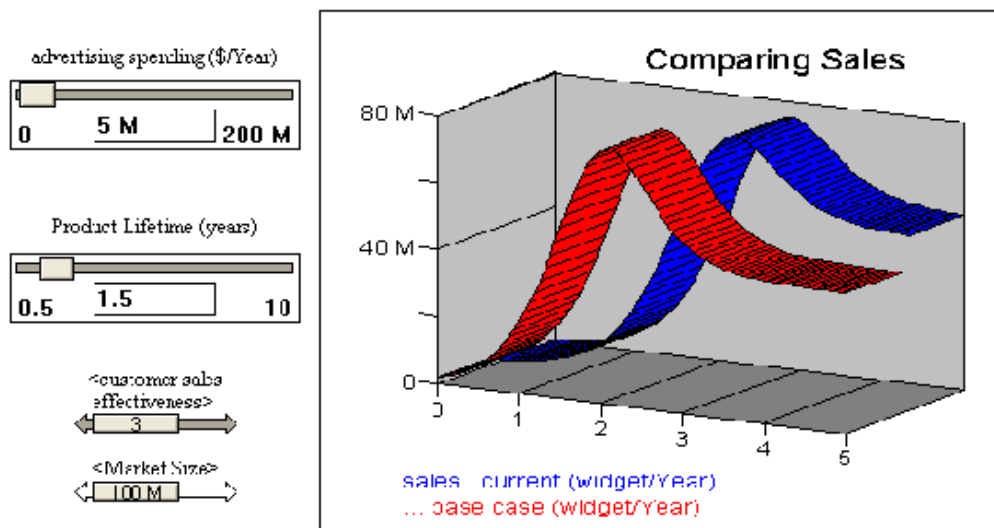 advertising spending ($/Year)
0 5 M 200 M
Product Lifetime (years)
0.5 1.5 10
<customer sales
effectiveness>
3
<Market Size>
100 M
Comparing Sales
80 M
40 M
0
0 1 2 3 4 5
sales current (widget/Year)
... base case (widget/Year)